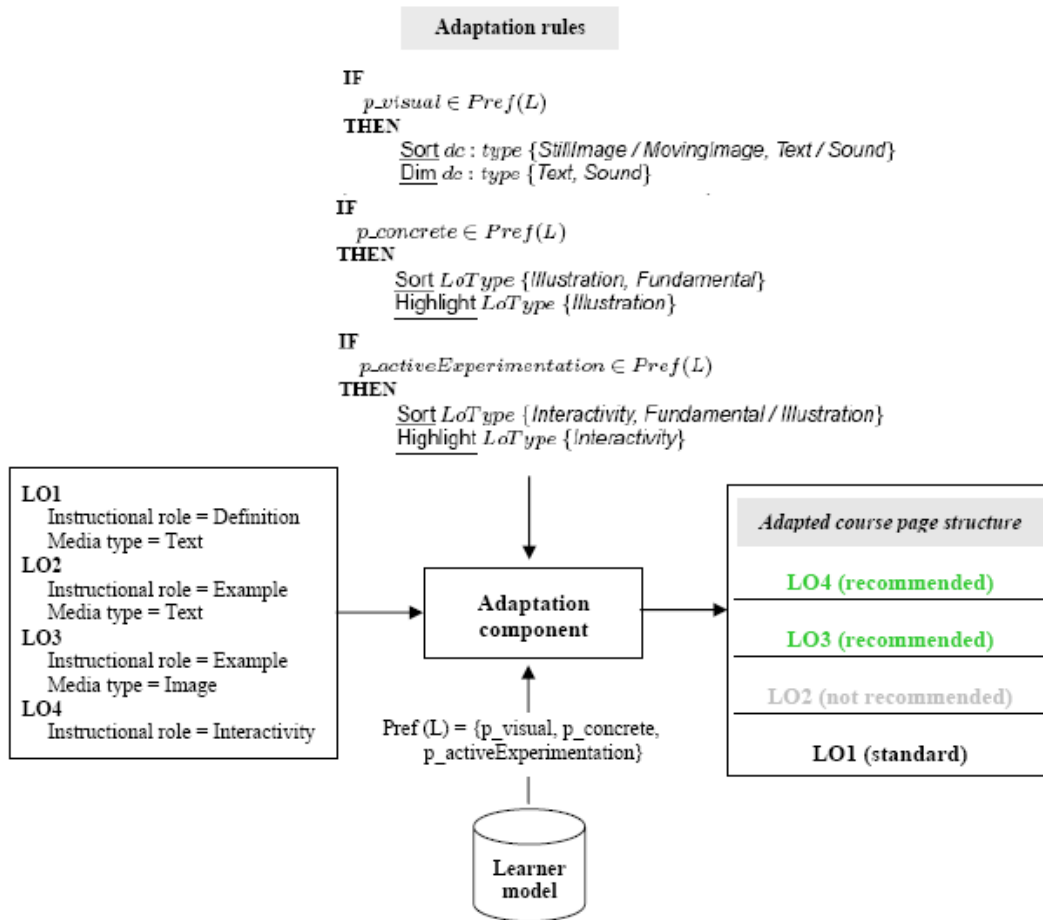 Adaptation rules
IF
p_visual ∈ Pref(L)
THEN
Sort dc : type {StillImage / MovingImage, Text / Sound}
Dim dc : type {Text, Sound}
IF
p_concrete ∈ Pref(L)
THEN
Sort LoType {Illustration, Fundamental}
Highlight LoType {Illustration}
IF
p_activeExperimentation ∈ Pref(L)
THEN
Sort LoType {Interactivity, Fundamental / Illustration}
Highlight LoType {Interactivity}
LO1
Instructional role = Definition
Media type = Text
LO2
Instructional role = Example
Media type = Text
LO3
Instructional role = Example
Media type = Image
LO4
Instructional role = Interactivity
Adaptation
component
Pref (L) = {p_visual, p_concrete,
p_activeExperimentation}
Learner
model
Adapted course page structure
LO4 (recommended)
LO3 (recommended)
LO2 (not recommended)
LO1 (standard)